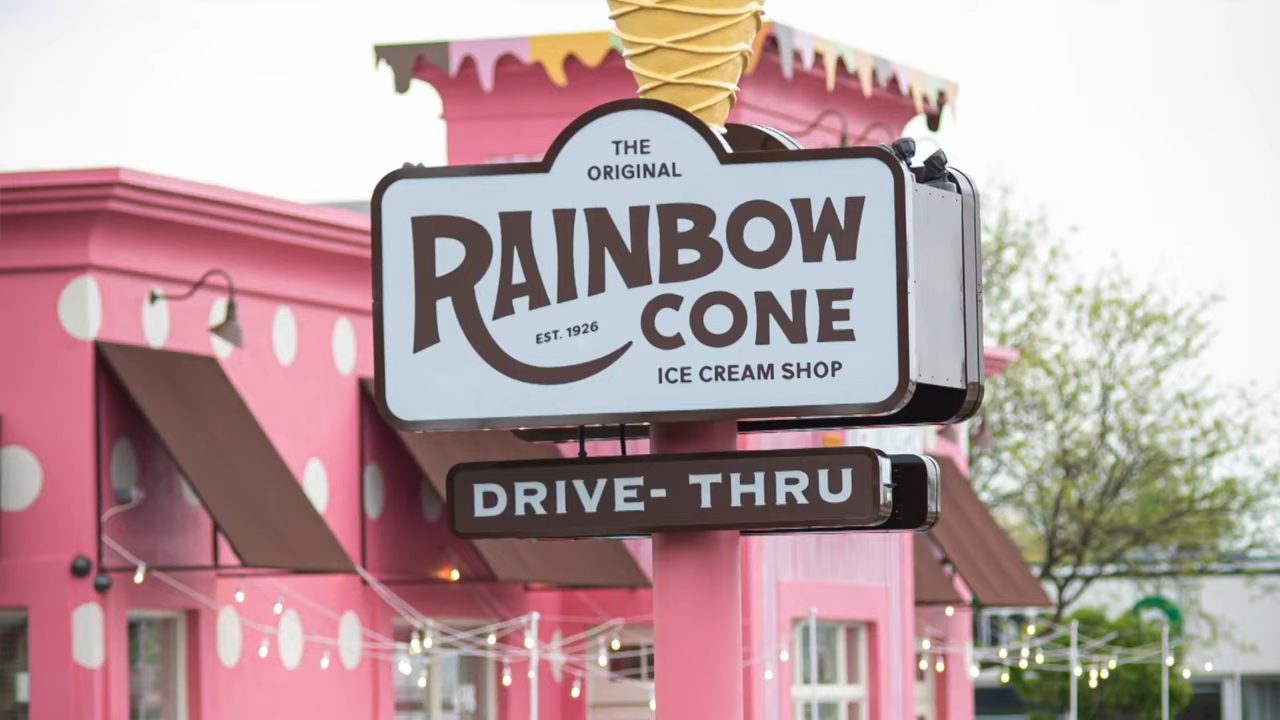 THE
ORIGINAL
RAINBOW
CONE
EST. 1926
ICE CREAM SHOP
DRIVE- THRU